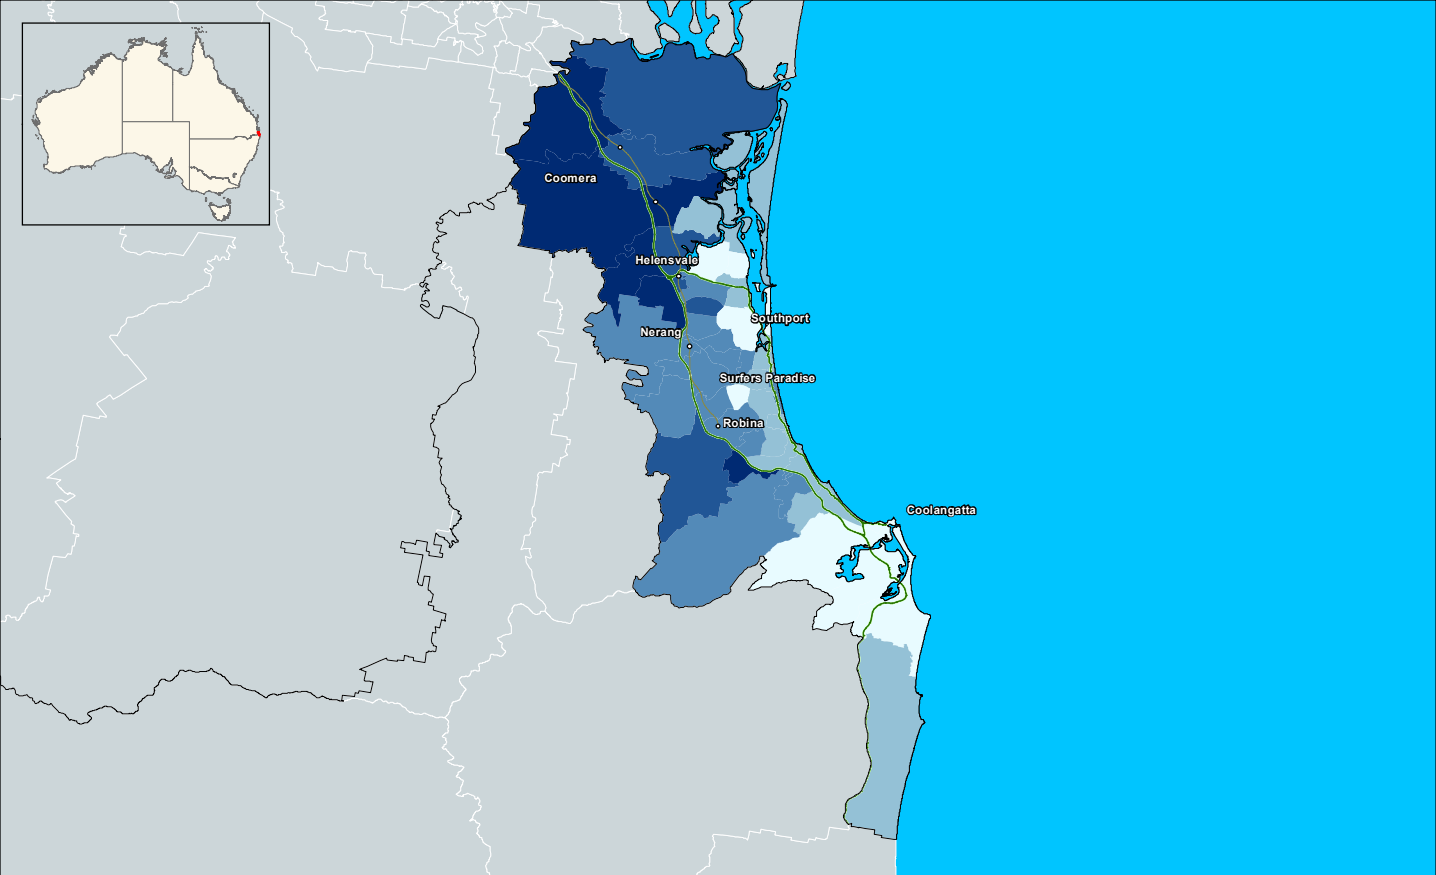 Coomera
Helensvale
Southport
Nerang
Surfers Paradise
Robina
Coolangatta